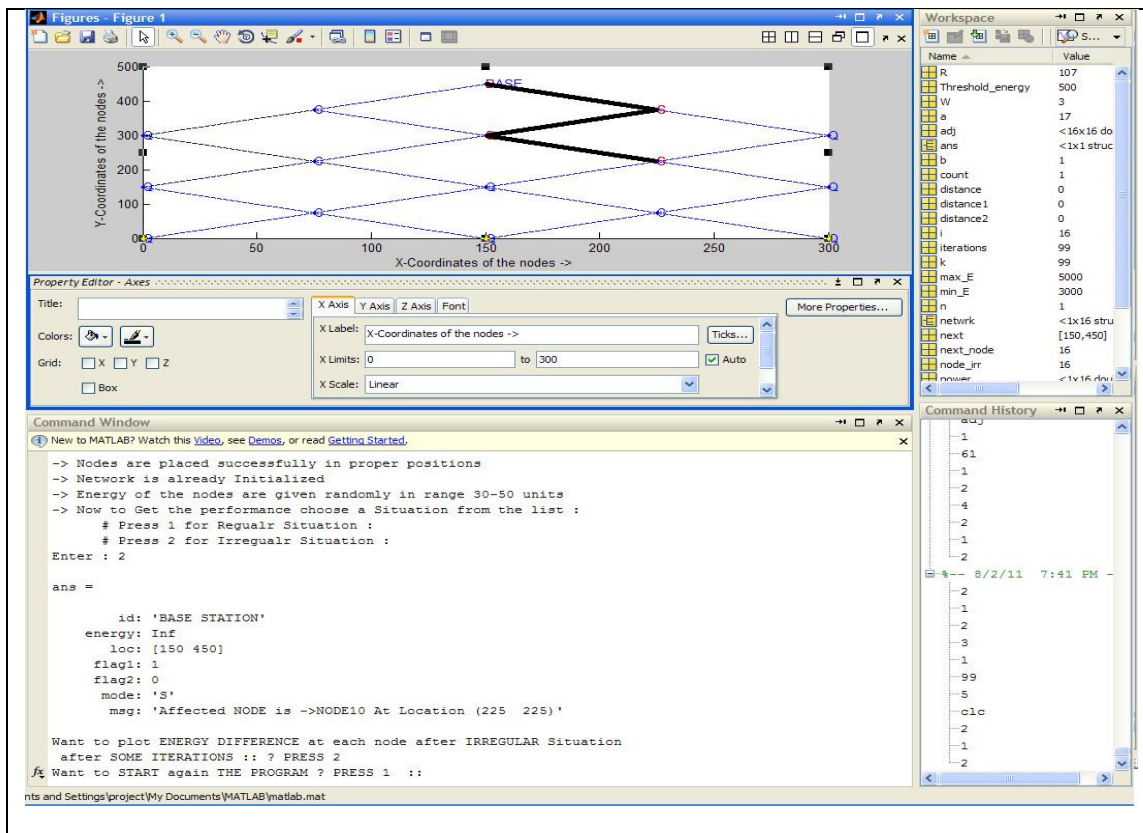 Figures - Figure 1
500
400
300
200
100
0
Y-Coordinates of the nodes ->
BASE
0 50 100 150 200 250 300
X-Coordinates of the nodes ->
Property Editor - Axes
Title:
Colors:
Grid: X Y Z
Box
X Axis Y Axis Z Axis Font
X Label: X-Coordinates of the nodes -> Ticks...
X Limits: 0 to 300 Auto
X Scale: Linear
More Properties...
Command Window
New to MATLAB? Watch this Video, see Demos, or read Getting Started.
-> Nodes are placed successfully in proper positions
-> Network is already Initialized
-> Energy of the nodes are given randomly in range 30-50 units
-> Now to Get the performance choose a Situation from the list :
# Press 1 for Regualr Situation :
# Press 2 for Irregualr Situation :
Enter : 2
ans =
id: 'BASE STATION'
energy: Inf
loc: [150 450]
flag1: 1
flag2: 0
mode: 'S'
msg: 'Affected NODE is ->NODE10 At Location (225 225)'
Want to plot ENERGY DIFFERENCE at each node after IRREGULAR Situation
after SOME ITERATIONS :: ? PRESS 2
fx Want to START again THE PROGRAM ? PRESS 1 ::
Workspace
S...
Name Value
R 107
Threshold_energy 500
W 3
a 17
adj <16x16 do
ans <1x1 struc
b 1
count 1
distance 0
distance1 0
distance2 0
i 16
iterations 99
k 99
max_E 5000
min_E 3000
n 1
netwrk <1x16 stru
next [150,450]
next_node 16
node_irr 16
power <1x16 dou
Command History
adj
1
61
1
2
4
2
1
2
%-- 8/2/11 7:41 PM -
2
1
2
3
1
99
5
clc
2
1
2
nts and Settings\project\My Documents\MATLAB\matlab.mat